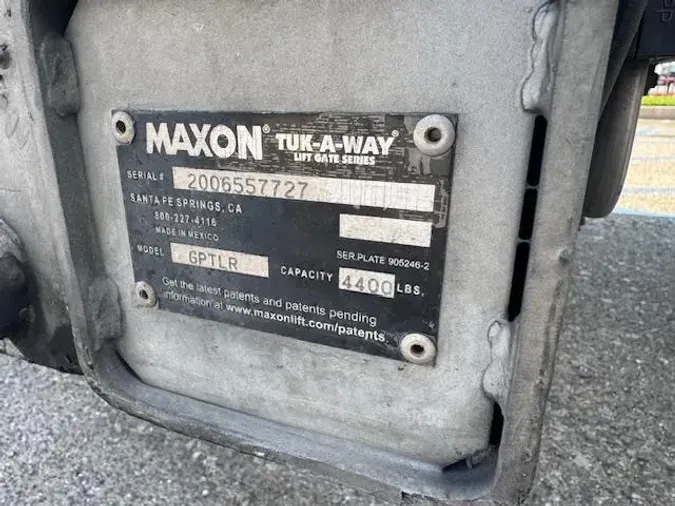 MAXON® TUK-A-WAY®
LIFT GATE SERIES
SERIAL # 2006557727
SANTA FE SPRINGS, CA
800-227-4116
MADE IN MEXICO
SER.PLATE 905246-2
MODEL GPTLR CAPACITY 4400 LBS.
Get the latest patents and patents pending
information at www.maxonlift.com/patents